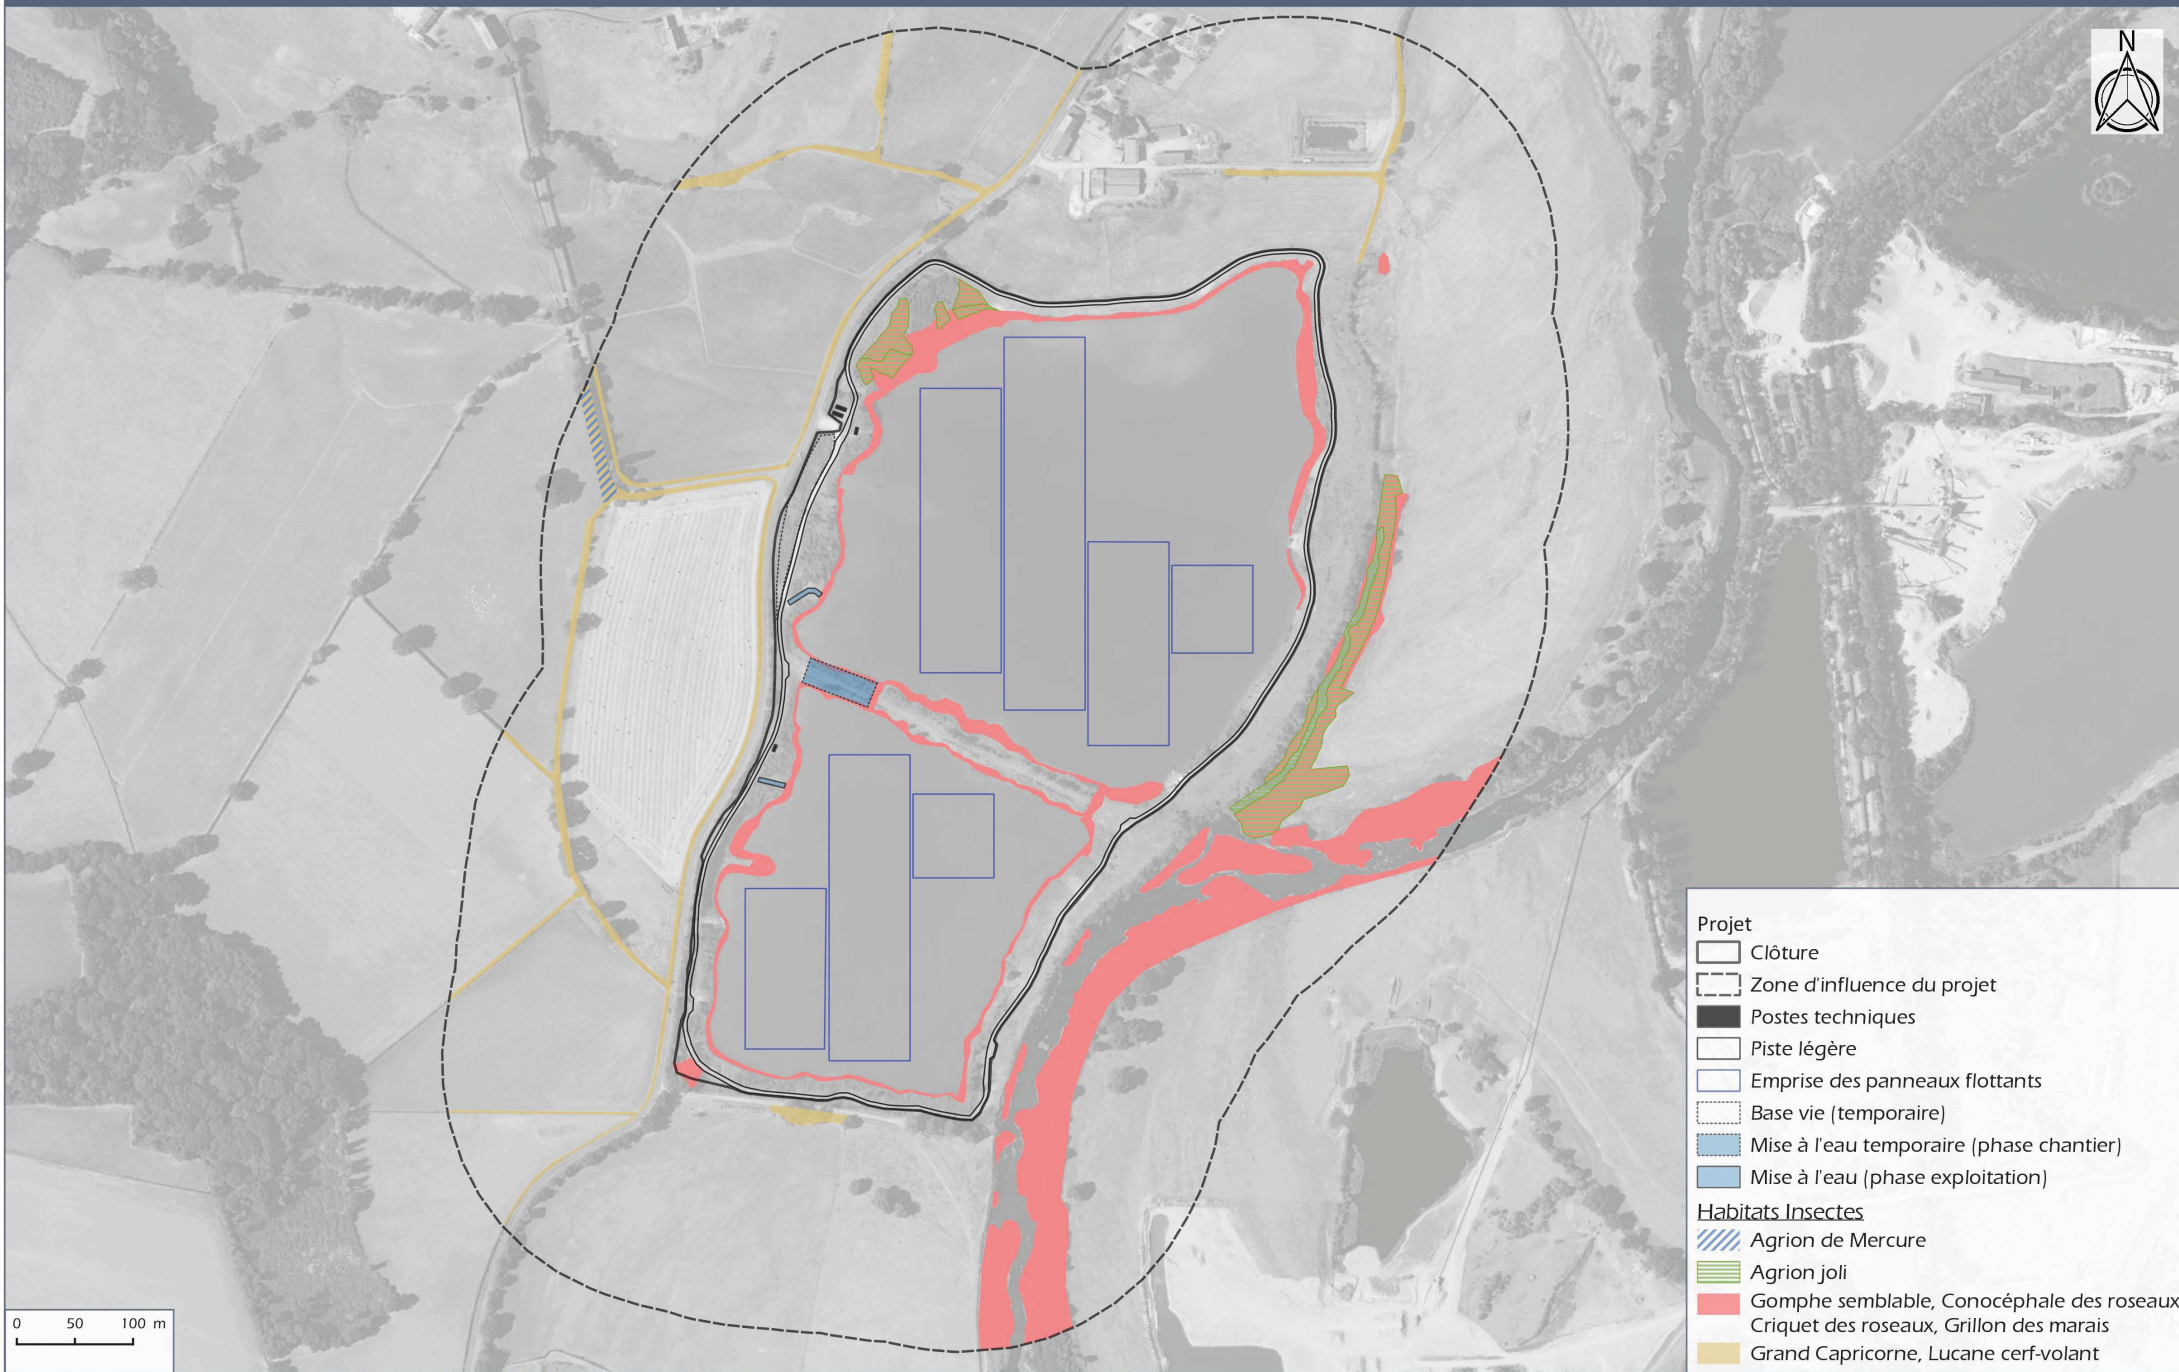 N
Projet
Clôture
Zone d'influence du projet
Postes techniques
Piste légère
Emprise des panneaux flottants
Base vie (temporaire)
Mise à l'eau temporaire (phase chantier)
Mise à l'eau (phase exploitation)
Habitats Insectes
Agrion de Mercure
Agrion joli
Gomphe semblable, Conocéphale des roseaux
Criquet des roseaux, Grillon des marais
Grand Capricorne, Lucane cerf-volant
0 50 100 m